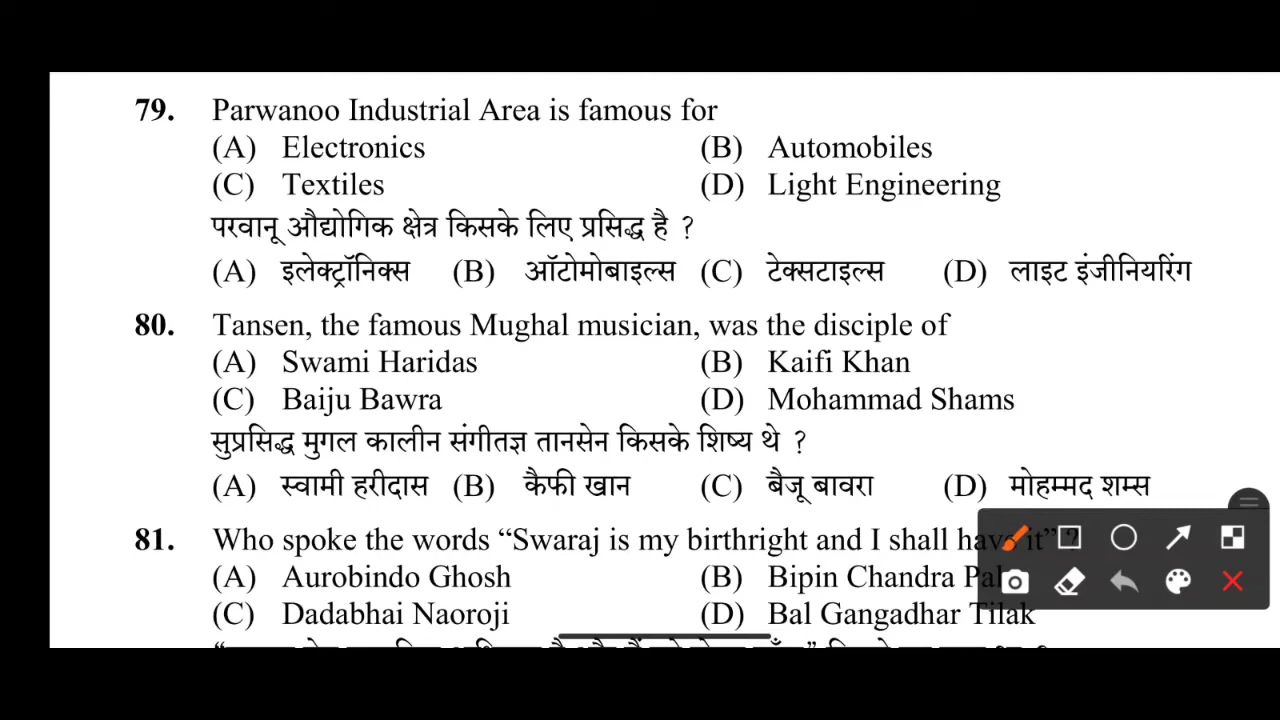 79. Parwanoo Industrial Area is famous for
(A) Electronics (B) Automobiles
(C) Textiles (D) Light Engineering
परवानू औद्योगिक क्षेत्र किसके लिए प्रसिद्ध है ?
(A) इलेक्ट्रॉनिक्स (B) ऑटोमोबाइल्स (C) टेक्सटाइल्स (D) लाइट इंजीनियरिंग
80. Tansen, the famous Mughal musician, was the disciple of
(A) Swami Haridas (B) Kaifi Khan
(C) Baiju Bawra (D) Mohammad Shams
सुप्रसिद्ध मुगल कालीन संगीतज्ञ तानसेन किसके शिष्य थे ?
(A) स्वामी हरीदास (B) कैफी खान (C) बैजू बावरा (D) मोहम्मद शम्स
81. Who spoke the words “Swaraj is my birthright and I shall have it” ?
(A) Aurobindo Ghosh (B) Bipin Chandra Pal
(C) Dadabhai Naoroji (D) Bal Gangadhar Tilak